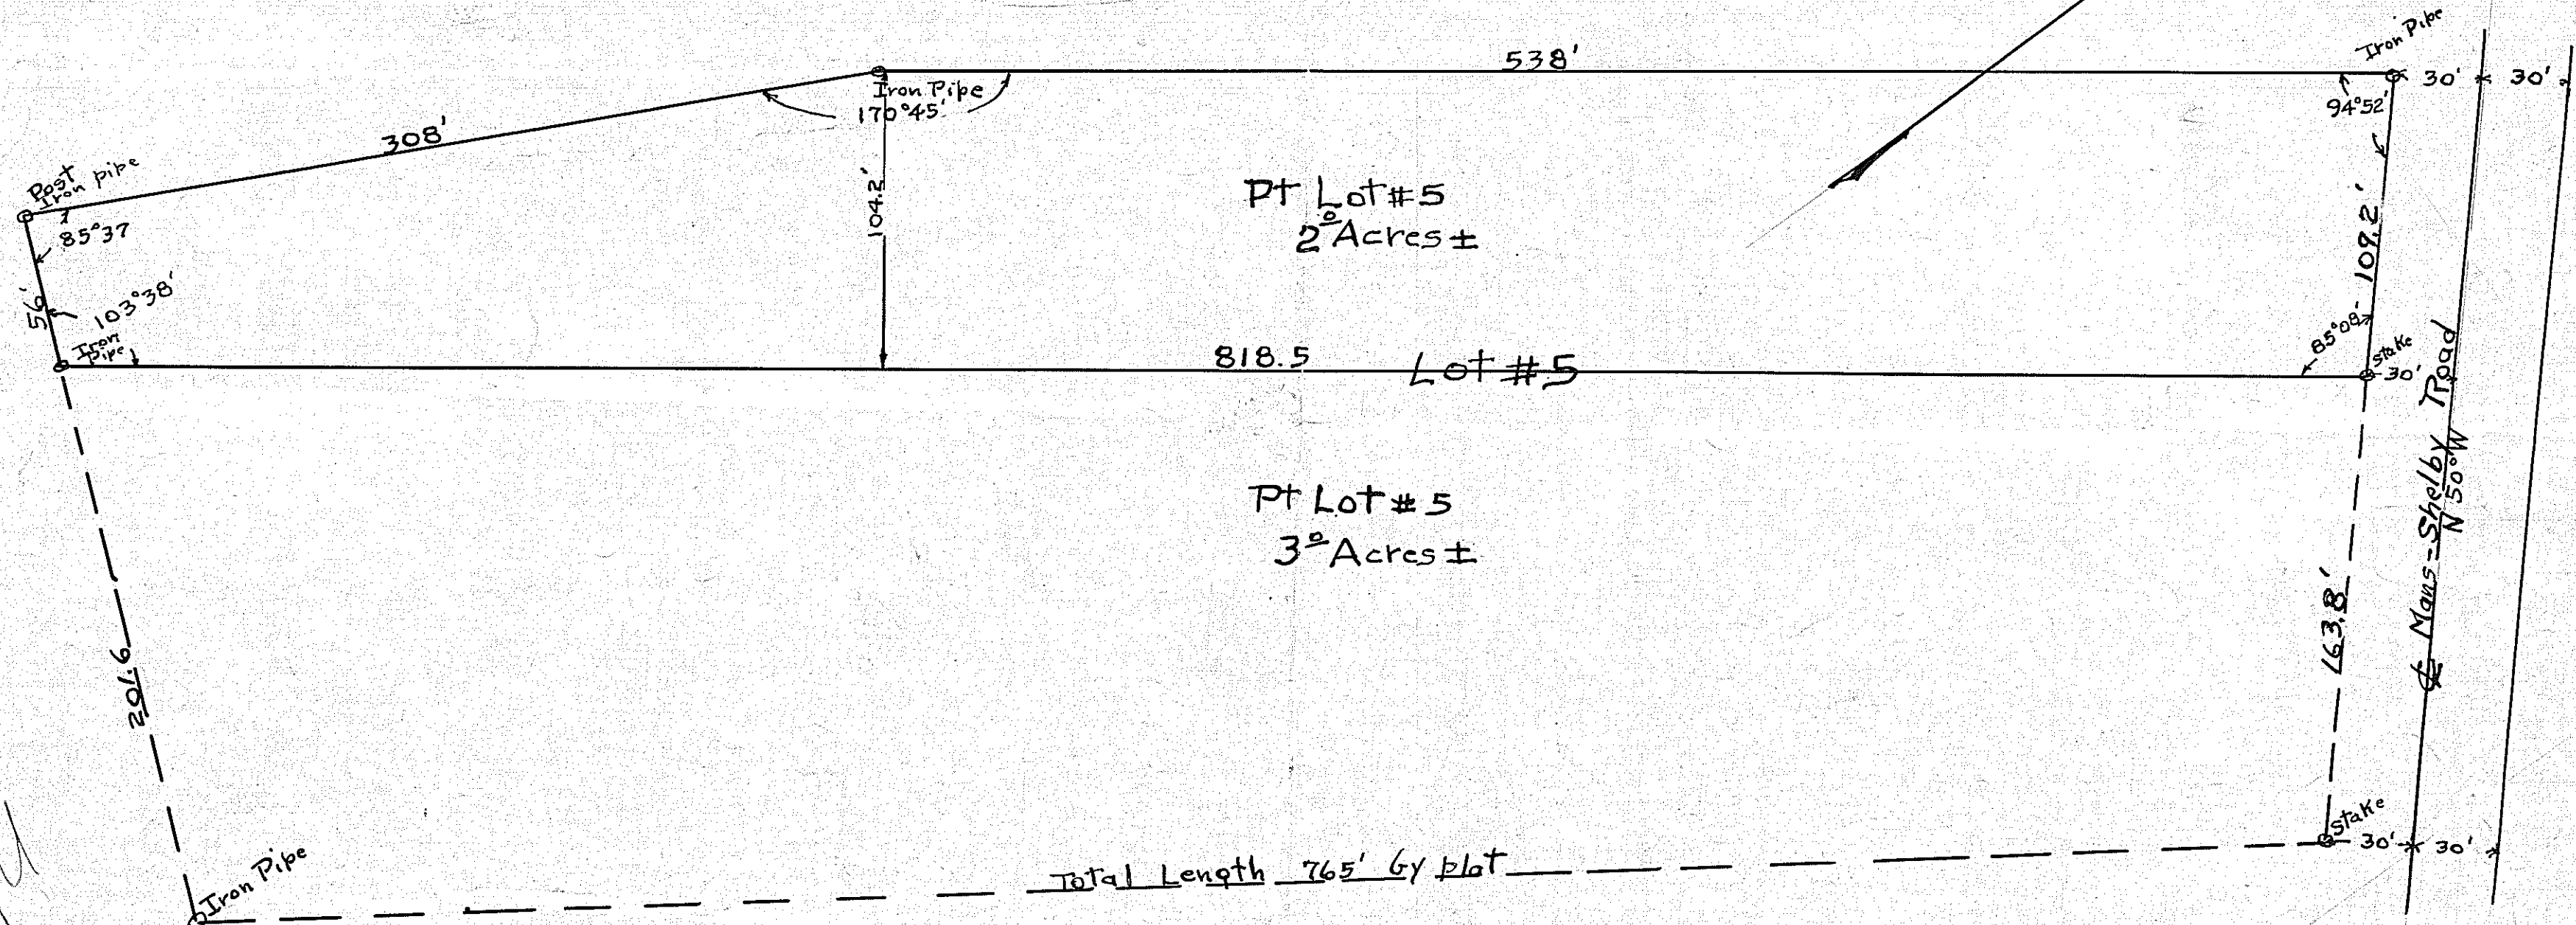 538'
Iron Pipe
30' 30'
Iron Pipe
170°45'
94°52'
308'
Post
Iron pipe
85°37
104.2'
Pt Lot #5
2º Acres ±
109.2'
56'
103°38'
Iron
Pipe
818.5
Lot #5
85°08'
stake
30'
Pt Lot #5
3º Acres ±
℄ Mans-Shelby Road
N 50° W
163.8'
201.6
stake
30' 30'
Total Length 765' by plat
Iron Pipe